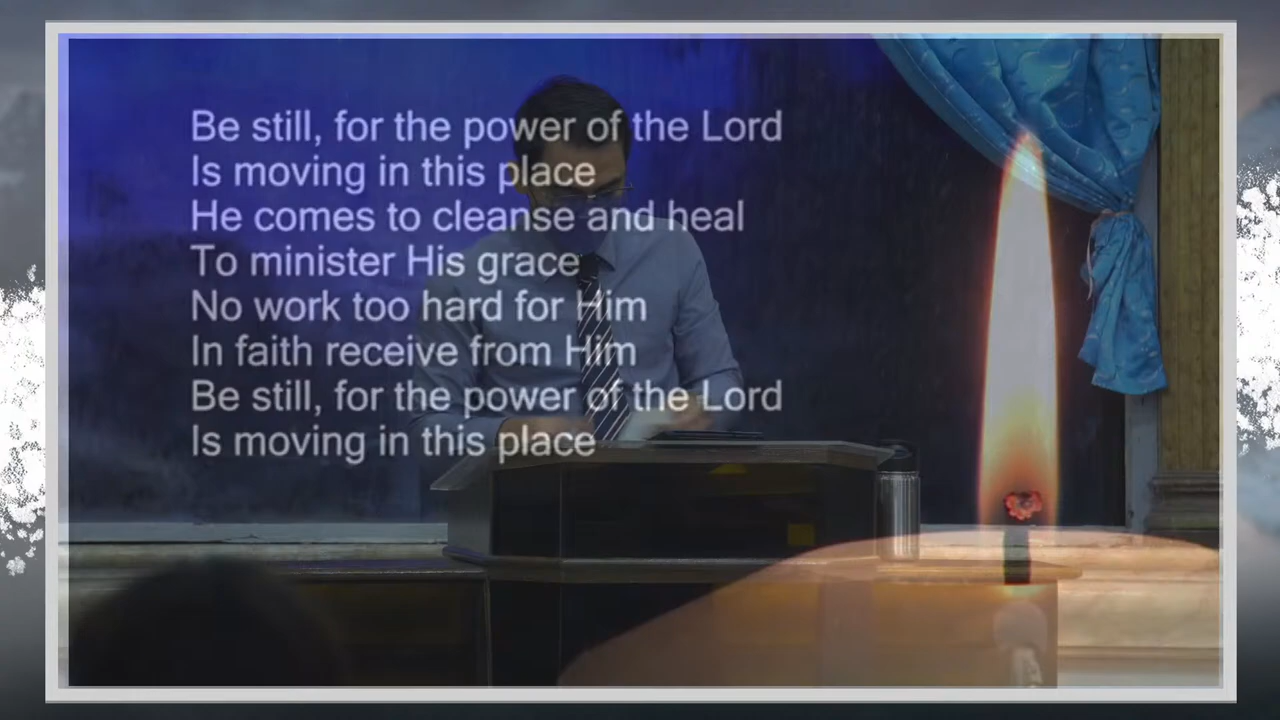 Be still, for the power of the Lord
Is moving in this place
He comes to cleanse and heal
To minister His grace
No work too hard for Him
In faith receive from Him
Be still, for the power of the Lord
Is moving in this place